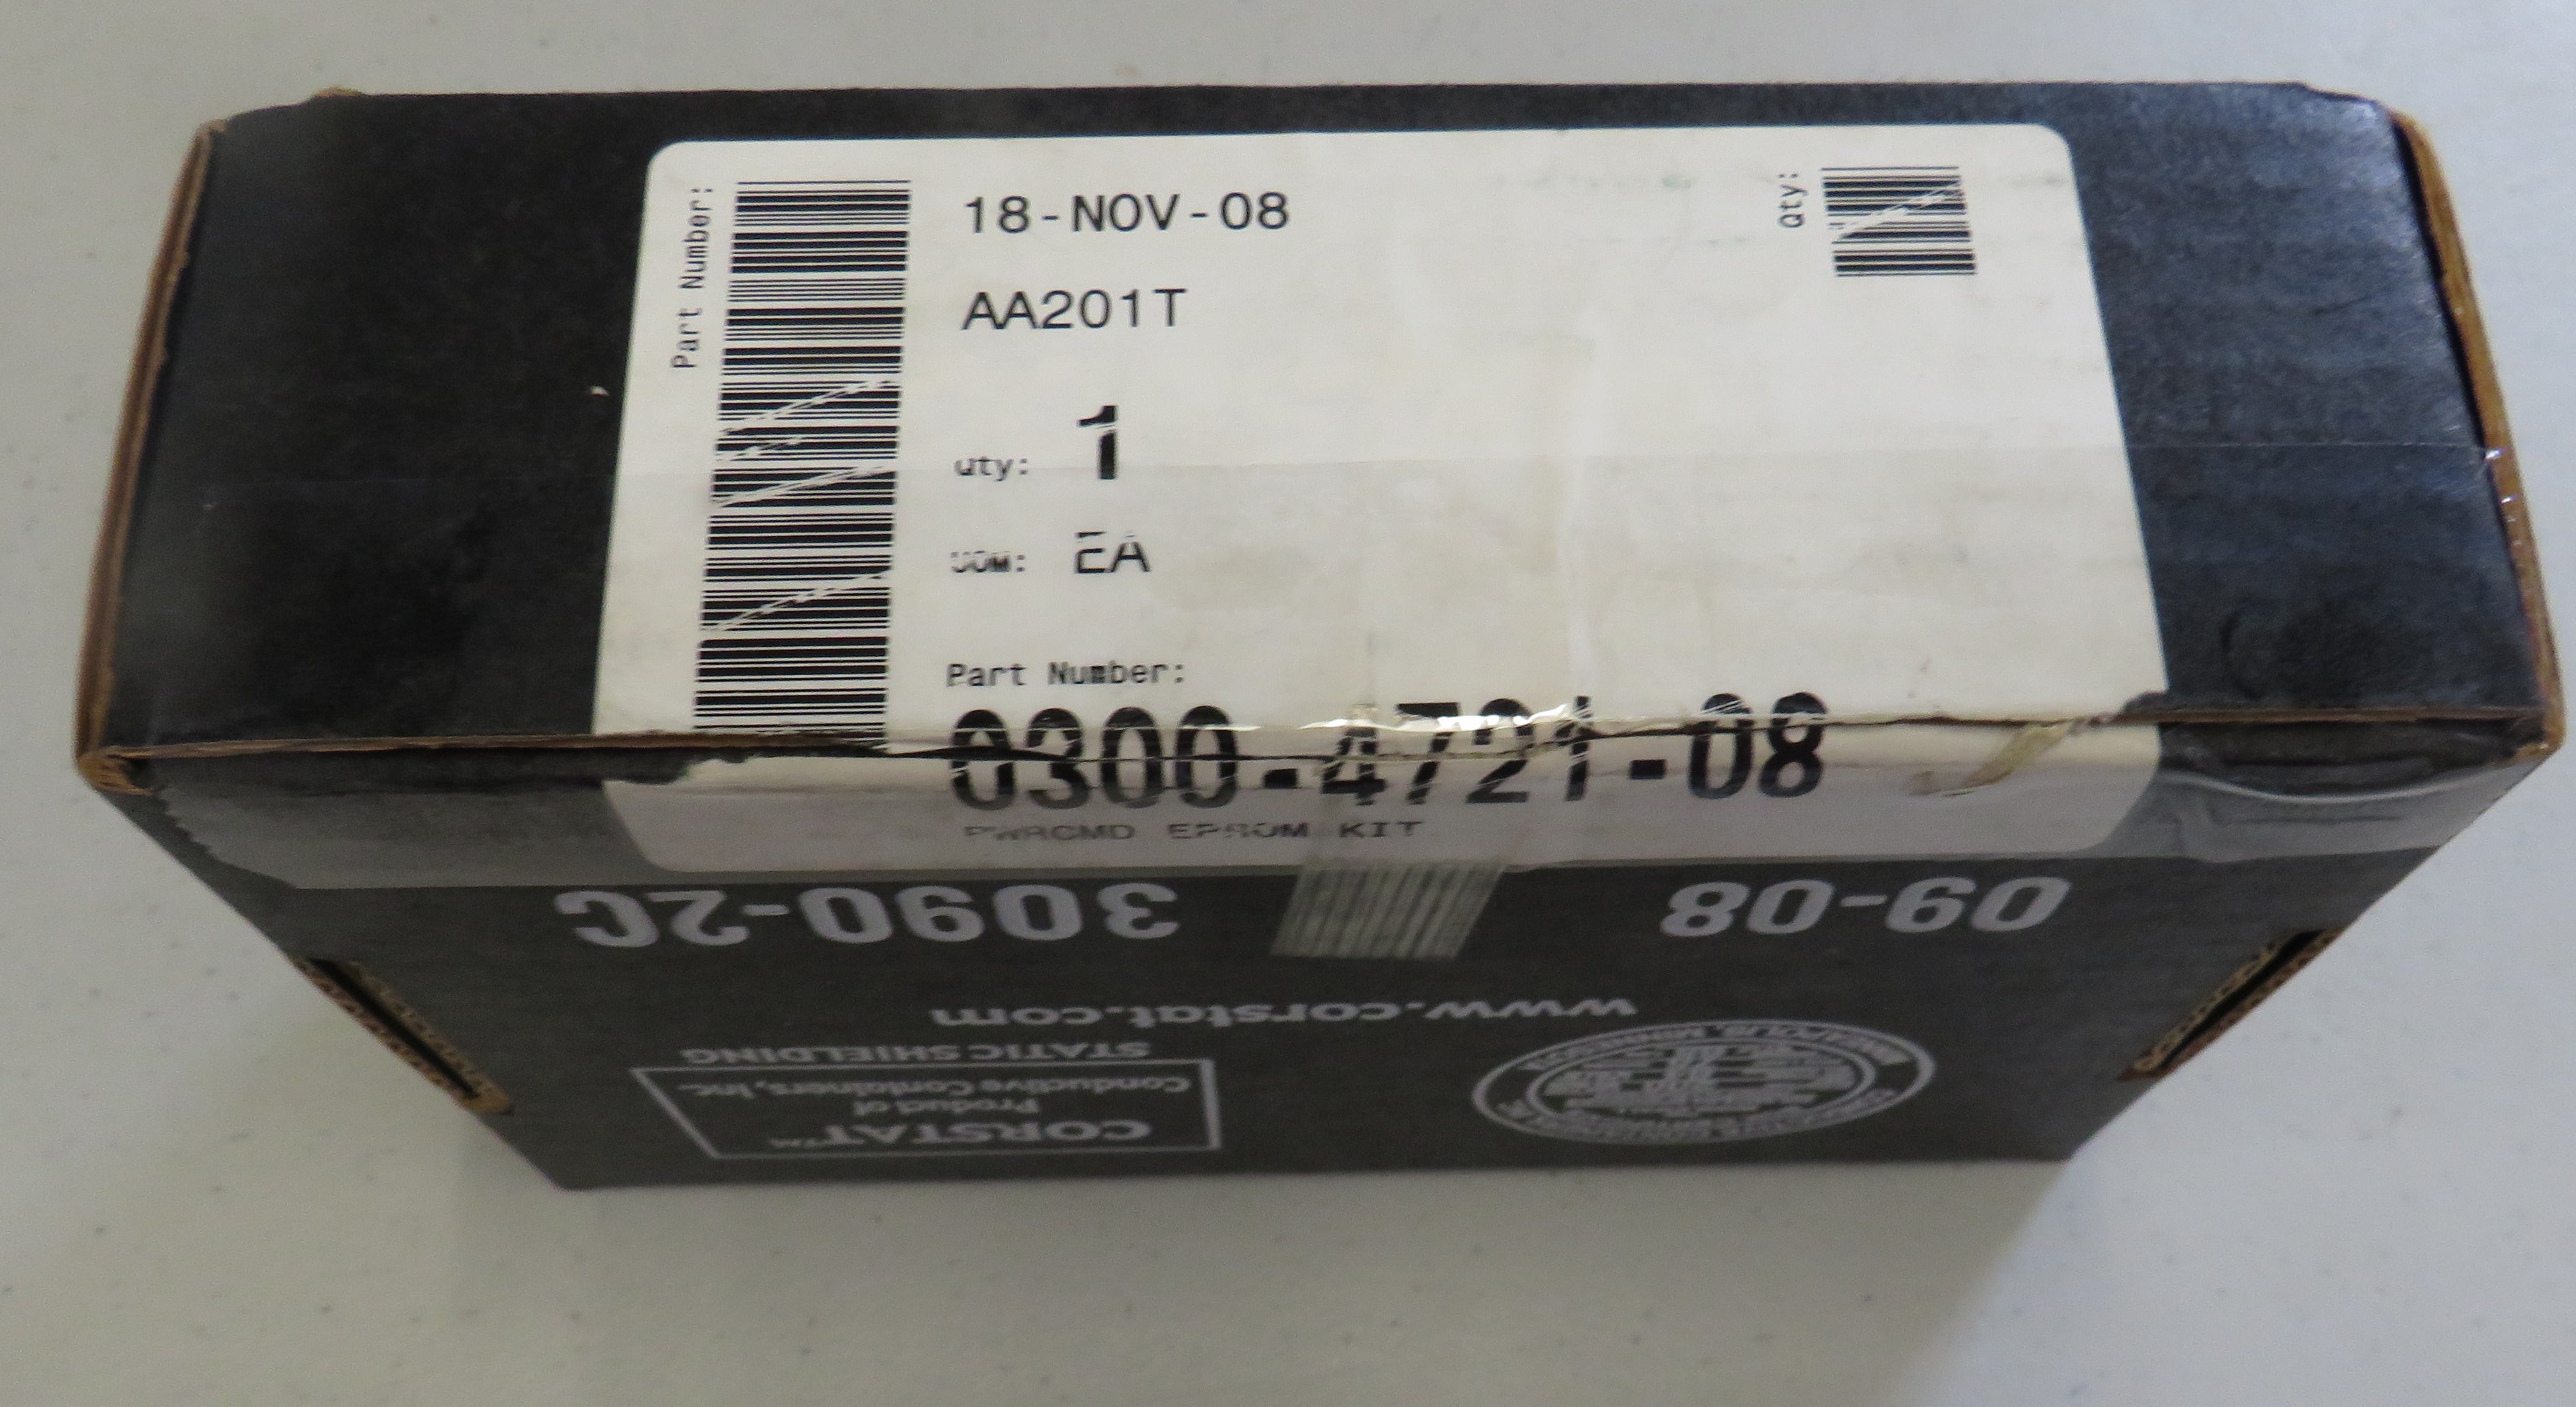 Part Number:
18-NOV-08
Qty:
AA201T
Qty: 1
UOM: EA
Part Number:
0300-4721-08
PWRCMD EPROM KIT
3090-2C
09-08
www.corstat.com
STATIC SHIELDING
CORSTAT™
Product of
Conductive Containers, Inc.